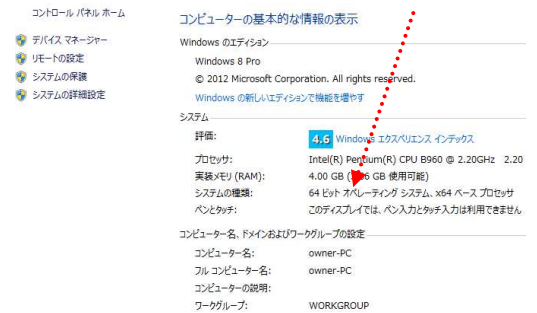 コントロール パネル ホーム
デバイス マネージャー
リモートの設定
システムの保護
システムの詳細設定
コンピューターの基本的な情報の表示
Windows のエディション
Windows 8 Pro
© 2012 Microsoft Corporation. All rights reserved.
Windows の新しいエディションで機能を増やす
システム
評価: 4.6 Windows エクスペリエンス インデックス
プロセッサ: Intel(R) Pentium(R) CPU B960 @ 2.20GHz 2.20
実装メモリ (RAM): 4.00 GB GB 使用可能)
システムの種類: 64 ビット オペレーティング システム、x64 ベース プロセッサ
ペンとタッチ: このディスプレイでは、ペン入力とタッチ入力は利用できません
コンピューター名、ドメインおよびワークグループの設定
コンピューター名: owner-PC
フル コンピューター名: owner-PC
コンピューターの説明:
ワークグループ: WORKGROUP